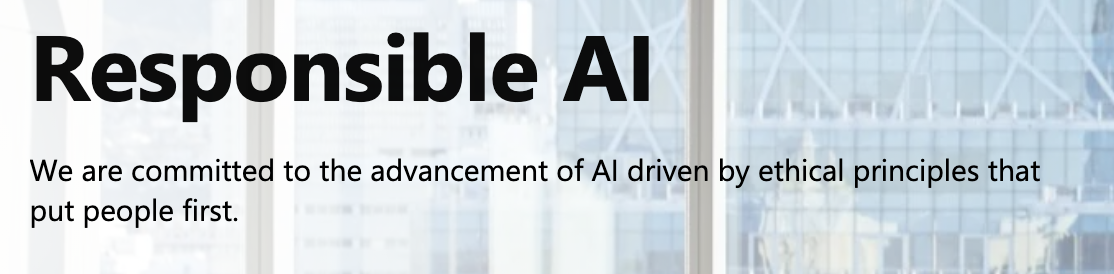 Responsible AI
We are committed to the advancement of AI driven by ethical principles that
put people first.